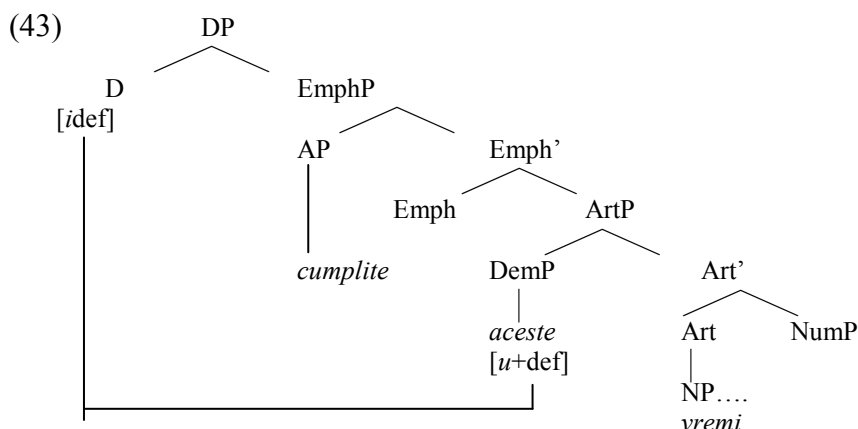 (43) DP
D EmphP
[idef]
AP Emph’
Emph ArtP
cumplite DemP Art’
aceste Art NumP
[u+def]
NP….
vremi